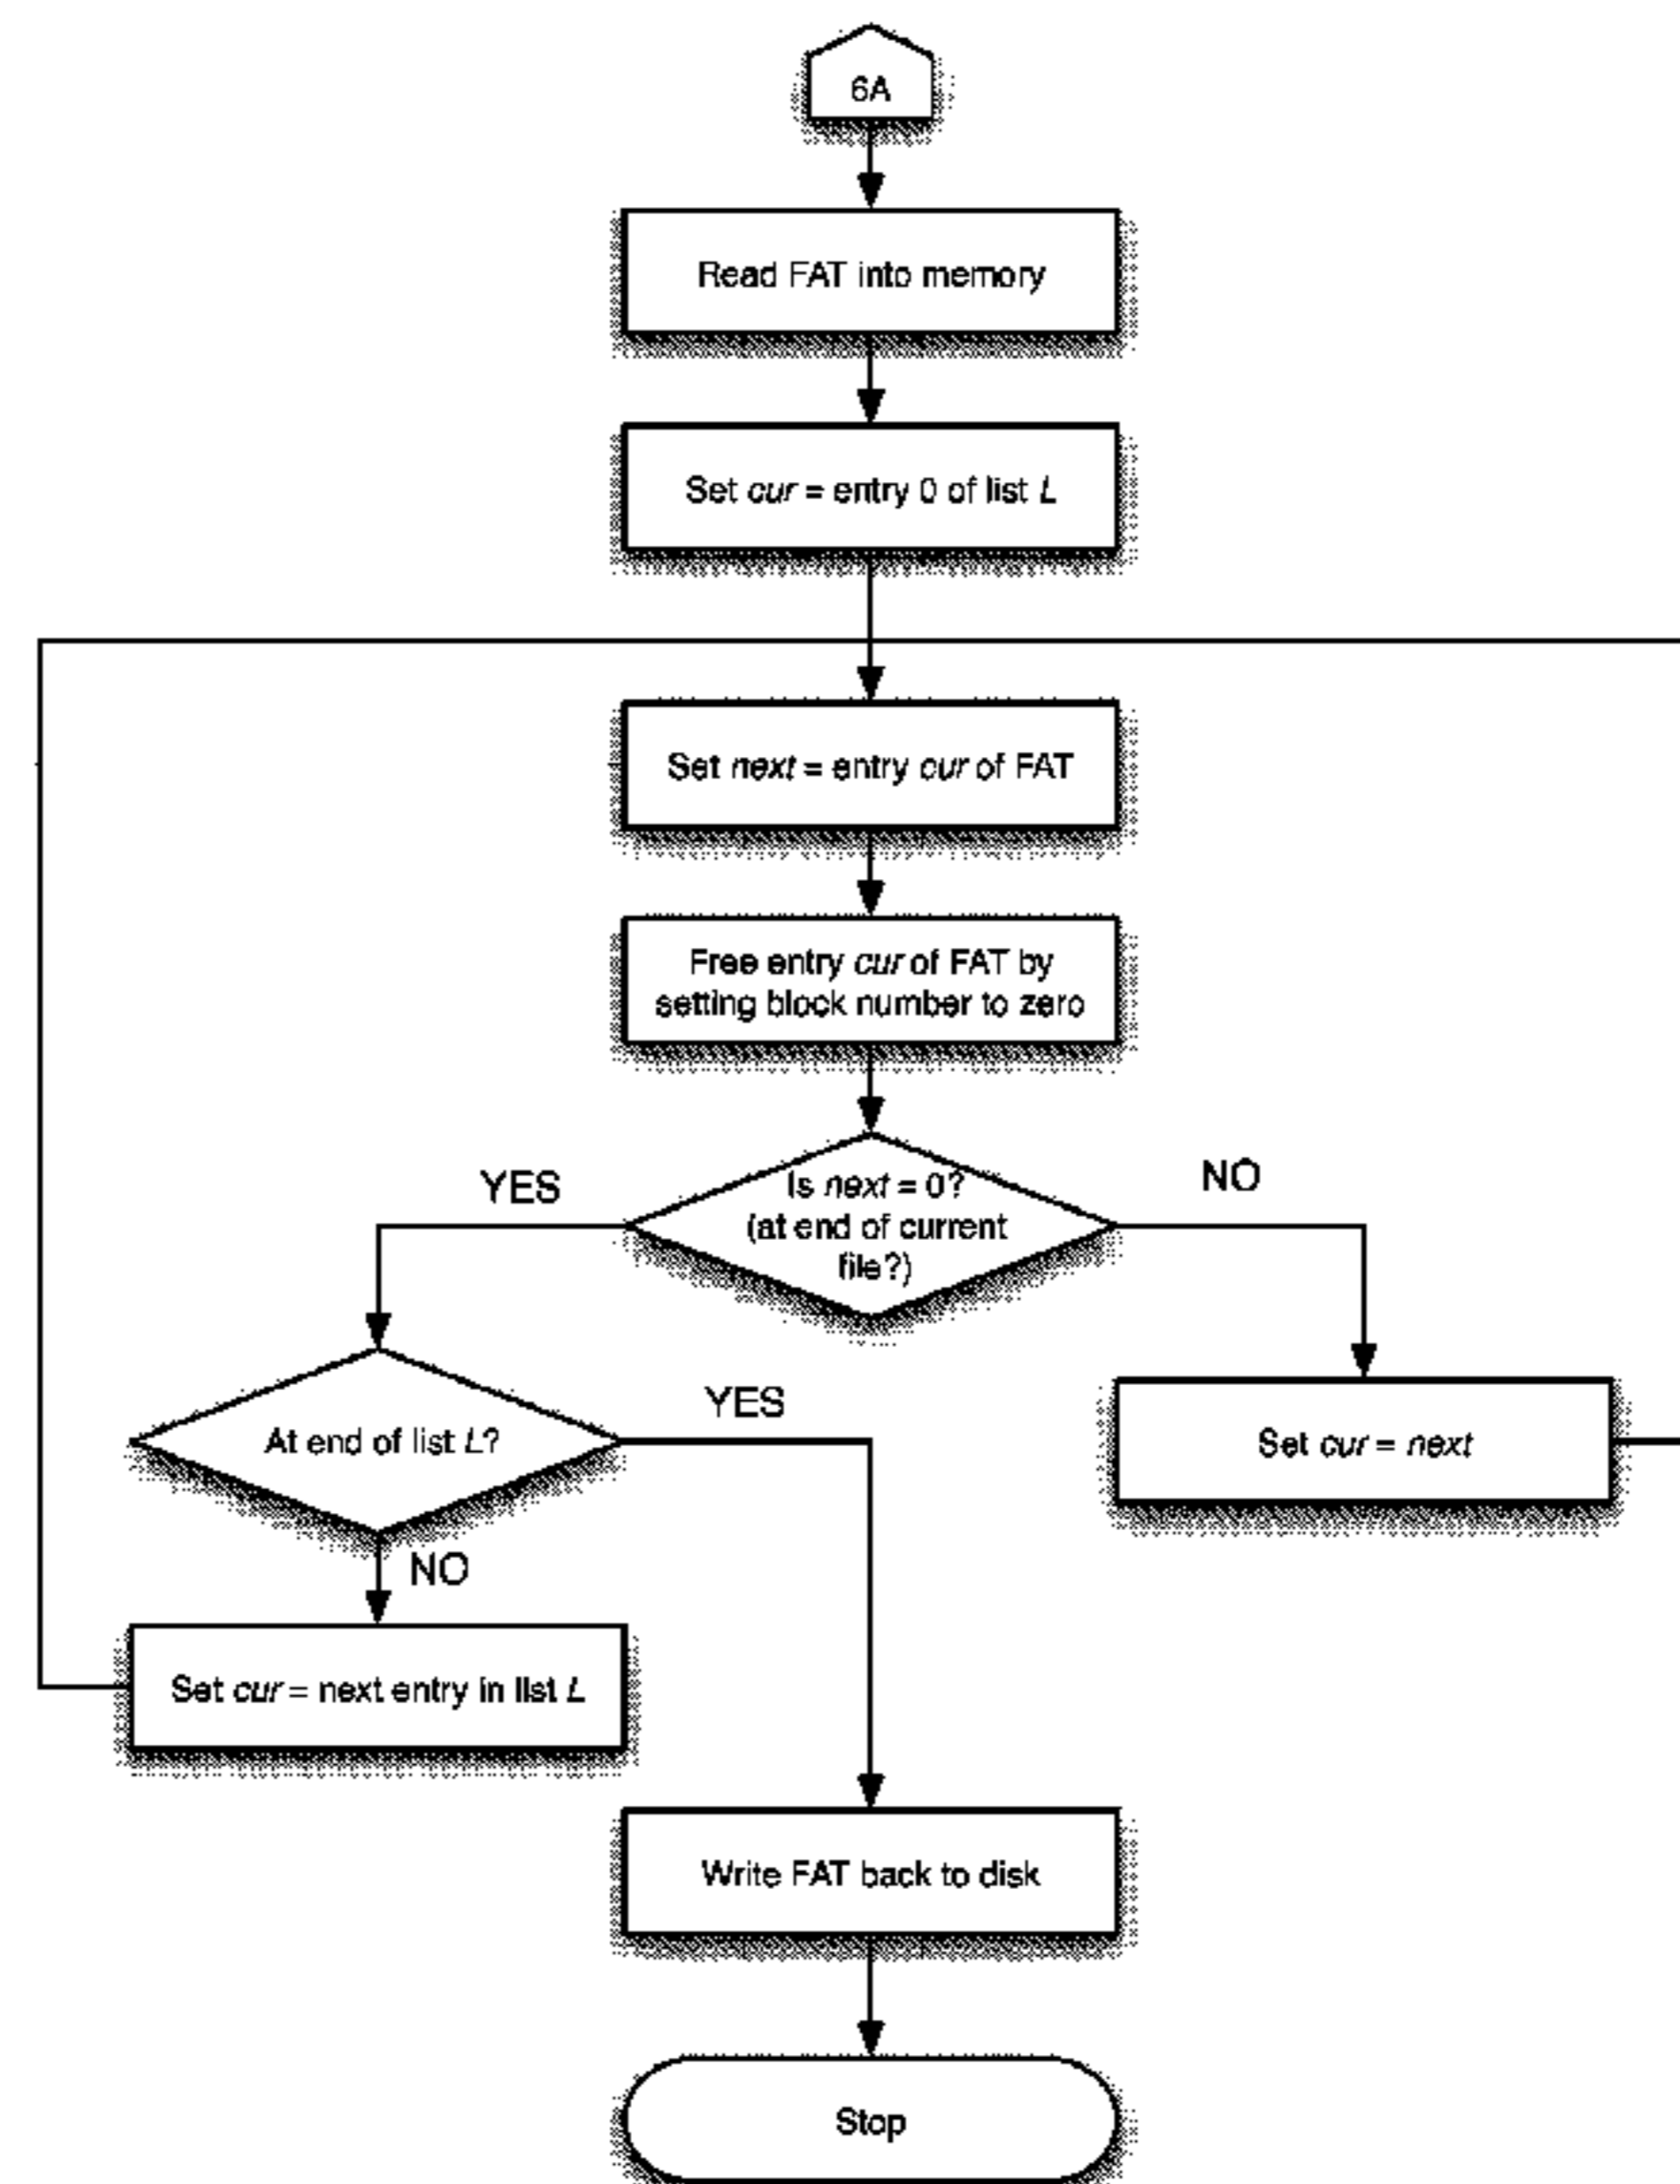 6A
Read FAT into memory
Set cur = entry 0 of list L
Set next = entry cur of FAT
Free entry cur of FAT by
setting block number to zero
YES
Is next = 0?
(at end of current
file?)
NO
At end of list L?
YES
Set cur = next
NO
Set cur = next entry in list L
Write FAT back to disk
Stop